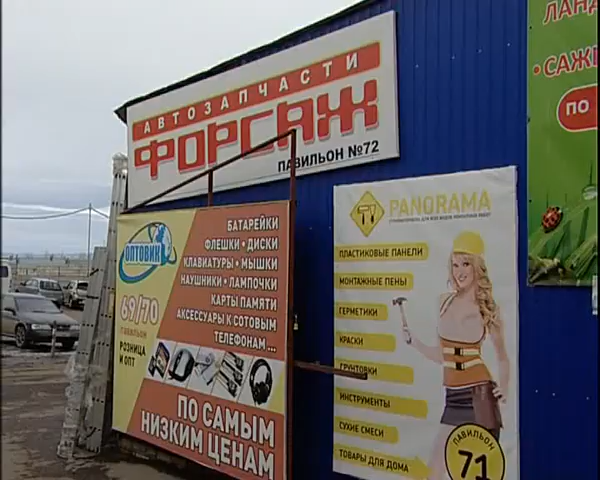 АВТОЗАПЧАСТИ
ФОРСАЖ
ПАВИЛЬОН №72
ОПТОВИК
69/70
ПАВИЛЬОН
РОЗНИЦА
И ОПТ
БАТАРЕЙКИ
ФЛЕШКИ • ДИСКИ
КЛАВИАТУРЫ • МЫШКИ
НАУШНИКИ • ЛАМПОЧКИ
КАРТЫ ПАМЯТИ
АКСЕССУАРЫ К СОТОВЫМ
ТЕЛЕФОНАМ...
ПО САМЫМ
НИЗКИМ ЦЕНАМ
PANORAMA
ПЛАСТИКОВЫЕ ПАНЕЛИ
МОНТАЖНЫЕ ПЕНЫ
ГЕРМЕТИКИ
КРАСКИ
ГРУНТОВКИ
ИНСТРУМЕНТЫ
СУХИЕ СМЕСИ
ТОВАРЫ ДЛЯ ДОМА
ПАВИЛЬОН
71
ЛАНД
• САЖЕ
ПО